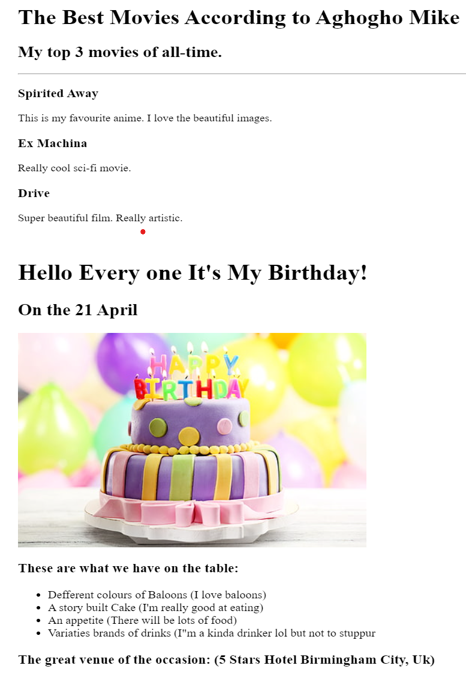 The Best Movies According to Aghogho Mike
My top 3 movies of all-time.
Spirited Away
This is my favourite anime. I love the beautiful images.
Ex Machina
Really cool sci-fi movie.
Drive
Super beautiful film. Really artistic.
Hello Every one It's My Birthday!
On the 21 April
HAPPY
BIRTHDAY
These are what we have on the table:
Defferent colours of Baloons (I love baloons)
A story built Cake (I'm really good at eating)
An appetite (There will be lots of food)
Variaties brands of drinks (I"m a kinda drinker lol but not to stuppur
The great venue of the occasion: (5 Stars Hotel Birmingham City, Uk)